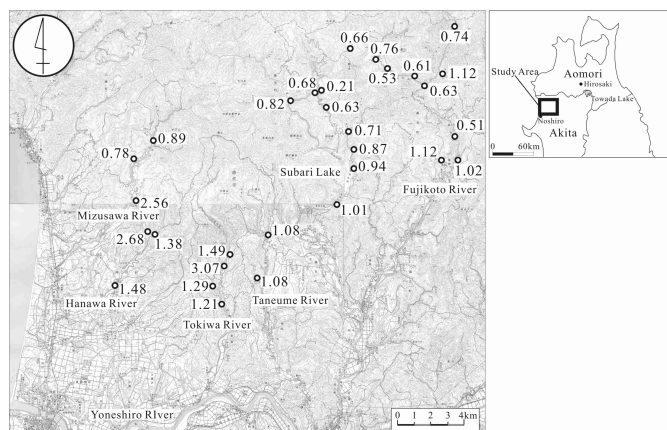 0.74
0.66
0.76
0.53
0.61
1.12
0.68
0.21
0.63
0.82
0.63
0.71
0.51
0.89
0.87
0.78
1.12
1.02
0.94
Subari Lake
Fujikoto River
2.56
1.01
Mizusawa River
2.68
1.38
1.08
1.49
3.07
1.48
1.29
1.08
Hanawa River
Taneume River
1.21
Tokiwa River
Yoneshiro RIver
0 1 2 3 4km
Study Area
Aomori
Hirosaki
Towada Lake
Noshiro
Akita
0 60km